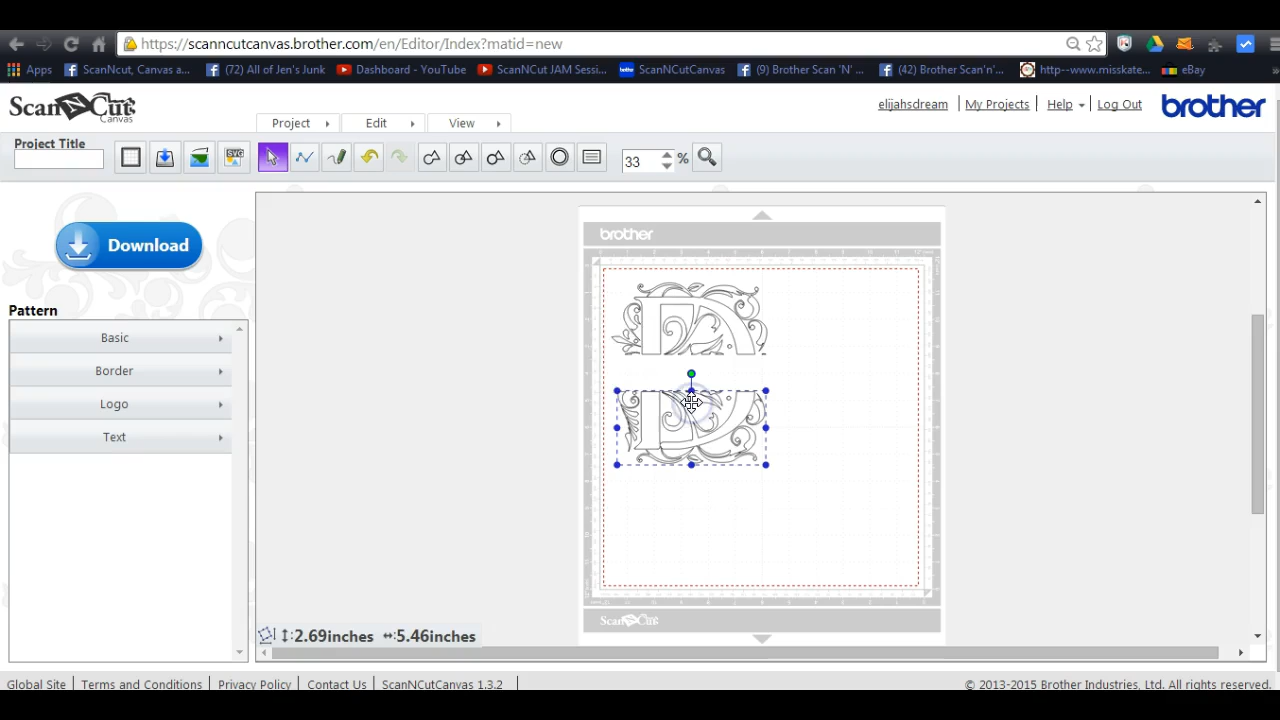 https://scanncutcanvas.brother.com/en/Editor/Index?matid=new
Apps ScanNcut, Canvas a... (72) All of Jen's Junk Dashboard - YouTube ScanNCut JAM Sessi... ScanNCutCanvas (9) Brother Scan 'N' ... (42) Brother Scan'n'... http--www.misskate... eBay
ScanNCut Canvas
Project Edit View
elijahsdream My Projects Help Log Out brother
Project Title
SVG
33 %
Download
brother
Pattern
Basic
Border
Logo
Text
ScanNCut
2.69inches 5.46inches
Global Site Terms and Conditions Privacy Policy Contact Us ScanNCutCanvas 1.3.2 © 2013-2015 Brother Industries, Ltd. All rights reserved.